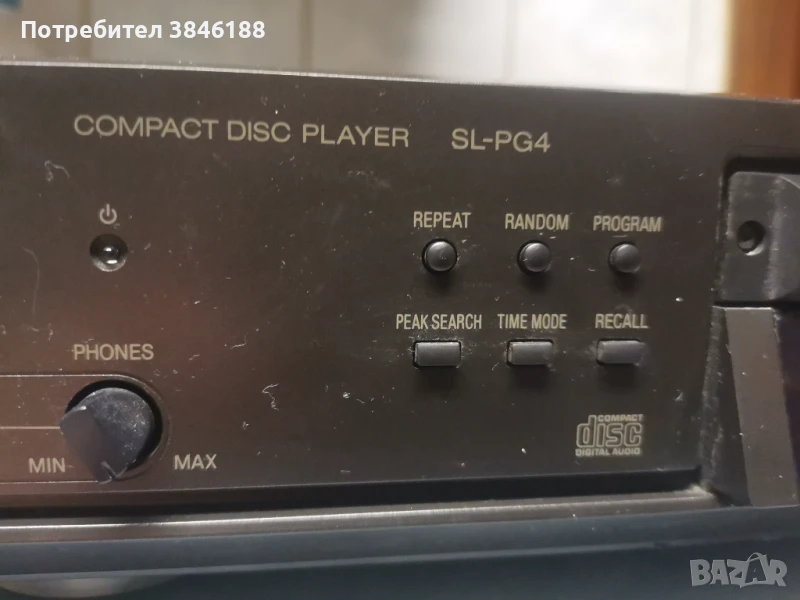 Потребител 3846188
COMPACT DISC PLAYER SL-PG4
REPEAT RANDOM PROGRAM
PEAK SEARCH TIME MODE RECALL
PHONES
MIN MAX
COMPACT
disc
DIGITAL AUDIO
BAZAR